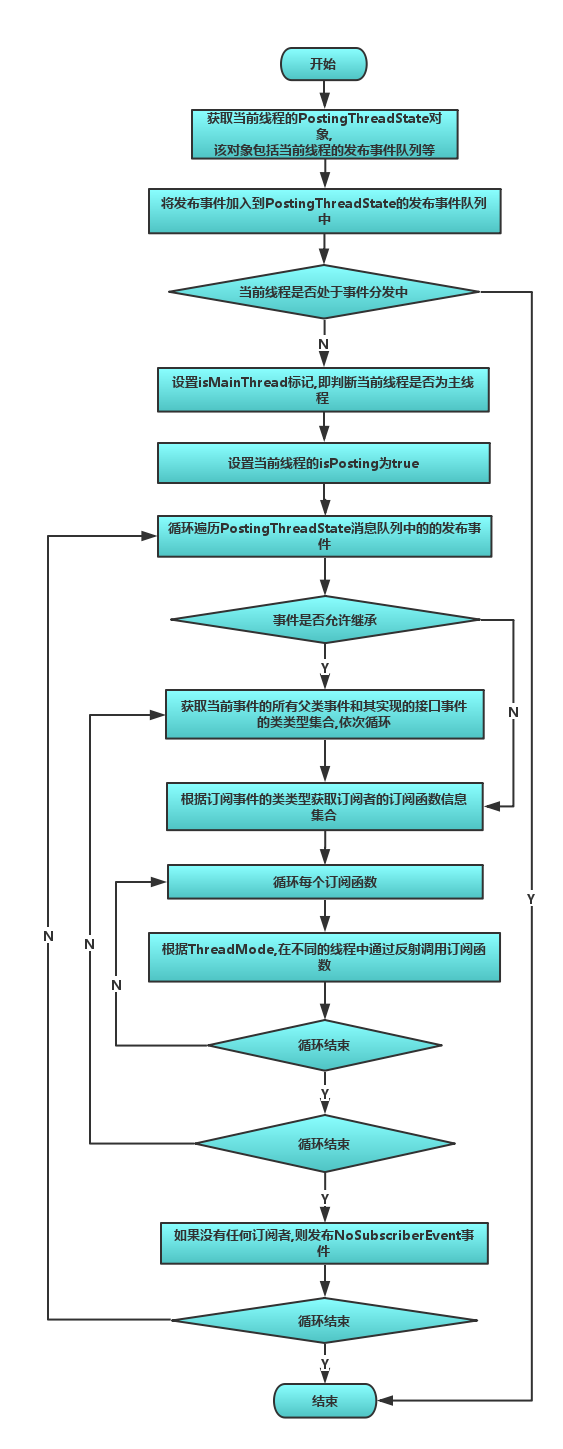 开始
获取当前线程的PostingThreadState对
象,
该对象包括当前线程的发布事件队列等
将发布事件加入到PostingThreadState的发布事件队列
中
当前线程是否处于事件分发中
N
设置isMainThread标记,即判断当前线程是否为主线
程
设置当前线程的isPosting为true
循环遍历PostingThreadState消息队列中的的发布事
件
事件是否允许继承
Y
N
获取当前事件的所有父类事件和其实现的接口事件
的类类型集合,依次循环
根据订阅事件的类类型获取订阅者的订阅函数信息
集合
循环每个订阅函数
Y
N
N
N
根据ThreadMode,在不同的线程中通过反射调用订阅函
数
循环结束
Y
循环结束
Y
如果没有任何订阅者,则发布NoSubscriberEvent事
件
循环结束
Y
结束